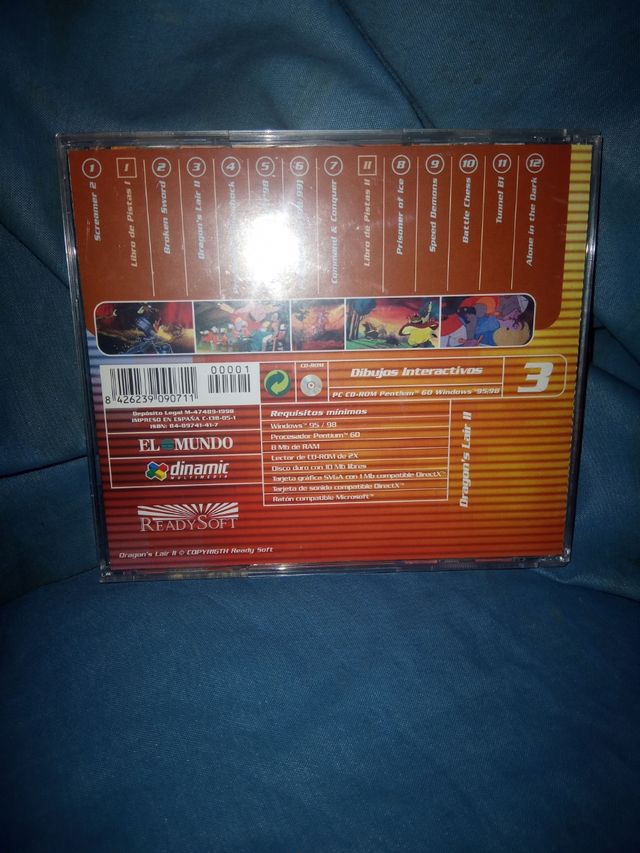 1 Screamer 2
I Libro de Pistas I
2 Broken Sword
3 Dragon's Lair II
4
5
6
7 Command & Conquer
II Libro de Pistas II
8 Prisoner of Ice
9 Speed Demons
10 Battle Chess
11 Tunnel B1
12 Alone in the Dark
00001
8 426239 090711
CD-ROM
Dibujos Interactivos
3
PC CD-ROM Pentium™ 60 Windows™95/98
Depósito Legal M-47489-1998
IMPRESO EN ESPAÑA C-138-05-1
ISBN: 84-89741-41-7
EL MUNDO
dinamic
MULTIMEDIA
READYSOFT
Requisitos mínimos
Windows™ 95 / 98
Procesador Pentium™ 60
8 Mb de RAM
Lector de CD-ROM de 2X
Disco duro con 10 Mb libres
Tarjeta gráfica SVGA con 1 Mb compatible DirectX™
Tarjeta de sonido compatible DirectX™
Ratón compatible Microsoft™
Dragon's Lair II
Dragon's Lair II © COPYRIGTH Ready Soft